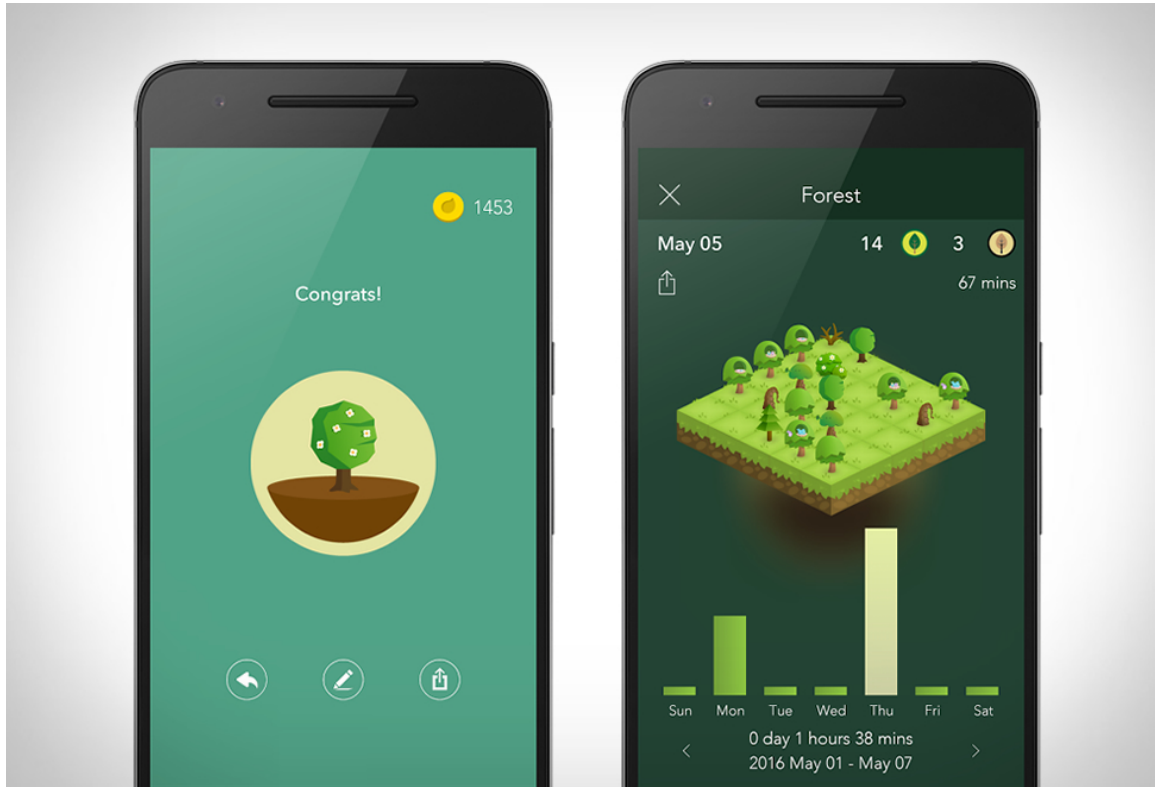 1453
Congrats!
Forest
May 05 14 3
67 mins
Sun Mon Tue Wed Thu Fri Sat
0 day 1 hours 38 mins
2016 May 01 - May 07